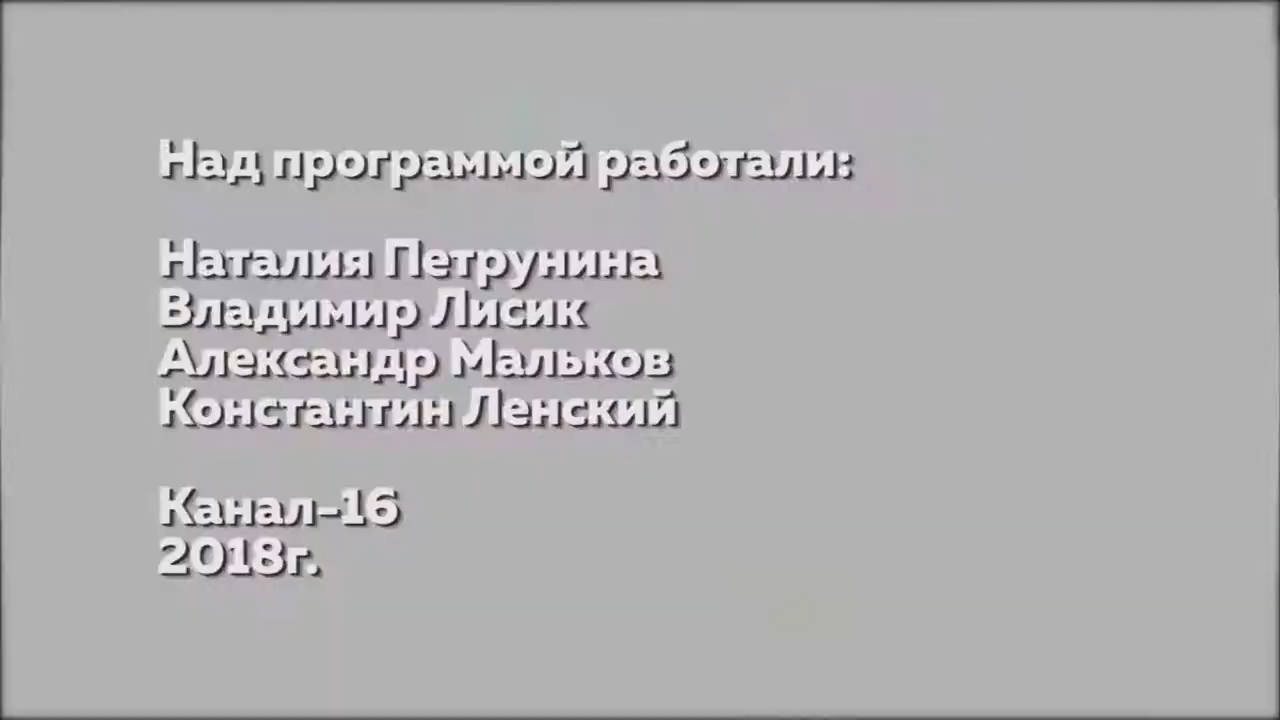 Над программой работали:
Наталия Петрунина
Владимир Лисик
Александр Мальков
Константин Ленский
Канал-16
2018г.